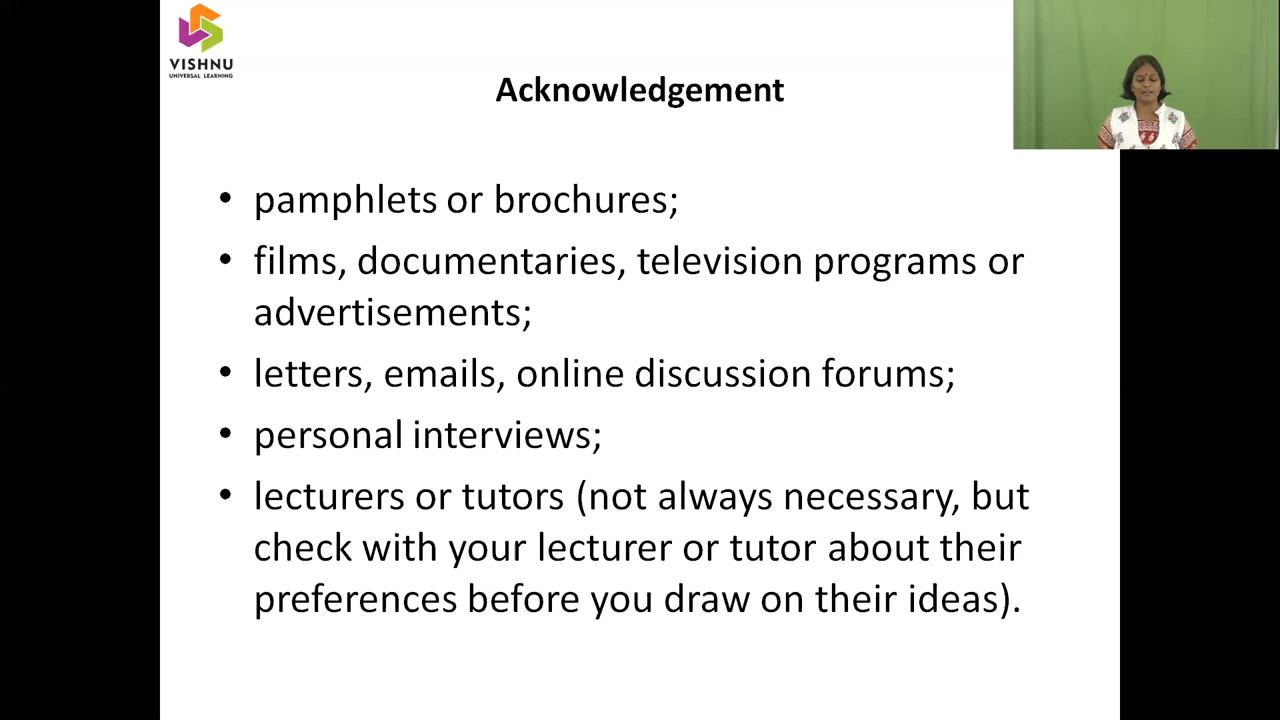 VISHNU
UNIVERSAL LEARNING
Acknowledgement
• pamphlets or brochures;
• films, documentaries, television programs or
advertisements;
• letters, emails, online discussion forums;
• personal interviews;
• lecturers or tutors (not always necessary, but
check with your lecturer or tutor about their
preferences before you draw on their ideas).